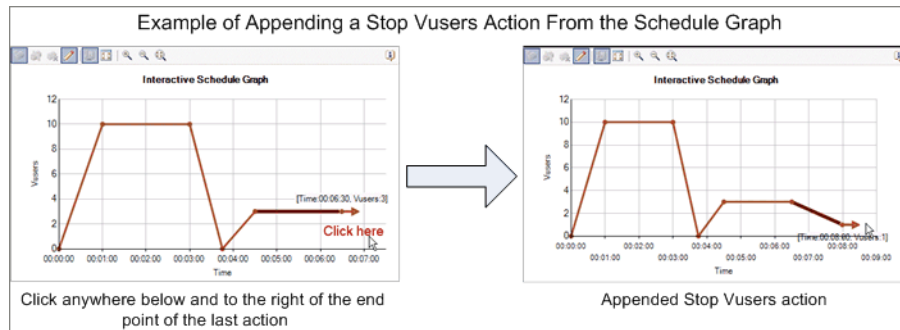 Example of Appending a Stop Vusers Action From the Schedule Graph
Interactive Schedule Graph
12
10
8
6
4
2
0
Vusers
[Time:00:06:30, Vusers:3]
Click here
00:00:00 00:01:00 00:02:00 00:03:00 00:04:00 00:05:00 00:06:00 00:07:00
Time
Click anywhere below and to the right of the end
point of the last action
Interactive Schedule Graph
12
10
8
6
4
2
0
Vusers
[Time:00:08:00, Vusers:1]
00:00:00 00:02:00 00:04:00 00:06:00 00:08:00
00:01:00 00:03:00 00:05:00 00:07:00 00:09:00
Time
Appended Stop Vusers action